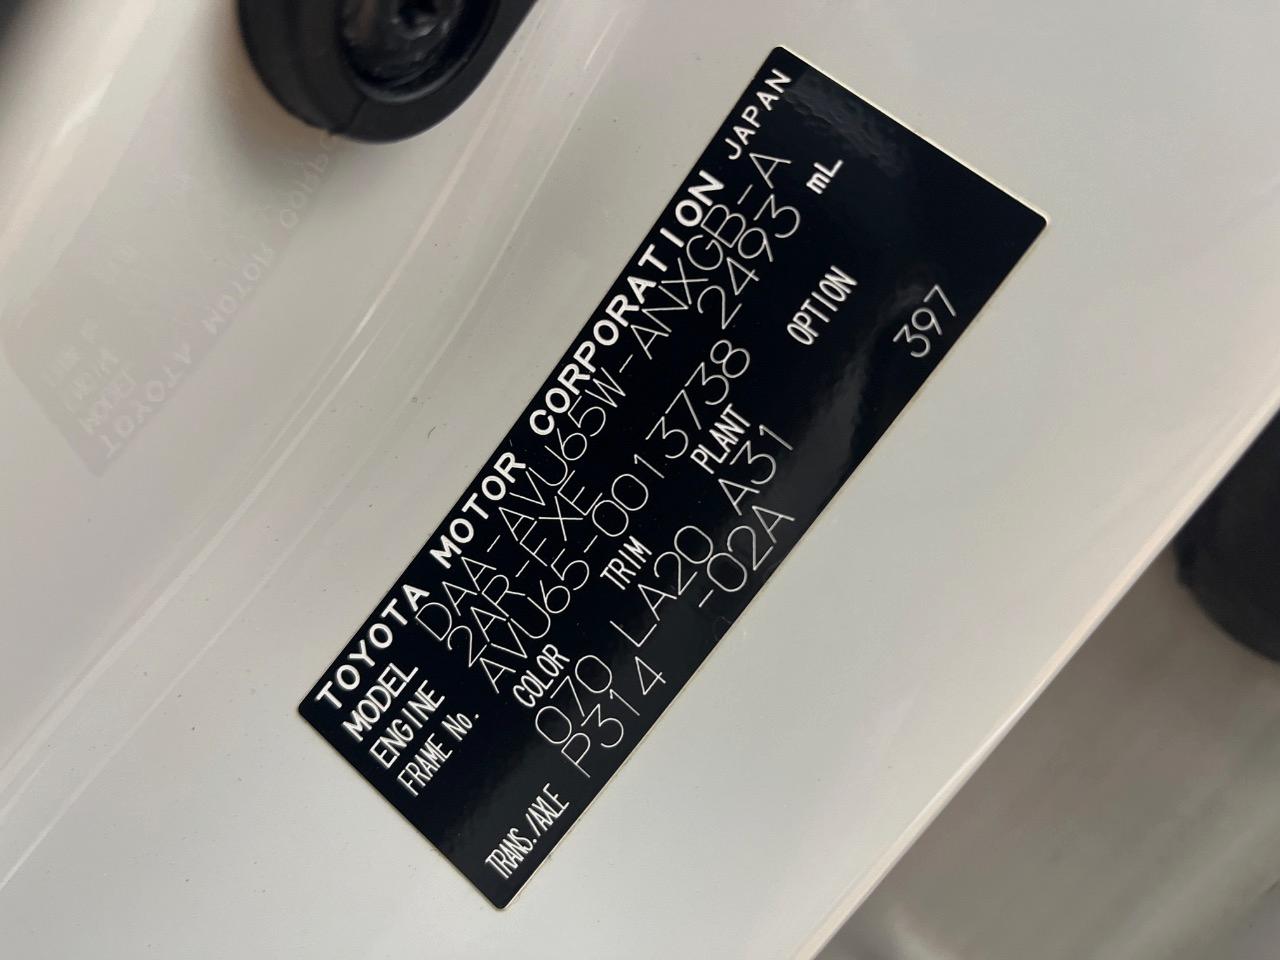 TOYOTA MOTOR CORPORATION JAPAN
MODEL DAA-AVU65W-ANXGB-A
ENGINE 2AR-FXE 2493 mL
FRAME No. AVU65-0013738
COLOR TRIM PLANT OPTION
070 LA20 A31 397
TRANS./AXLE P314 -02A